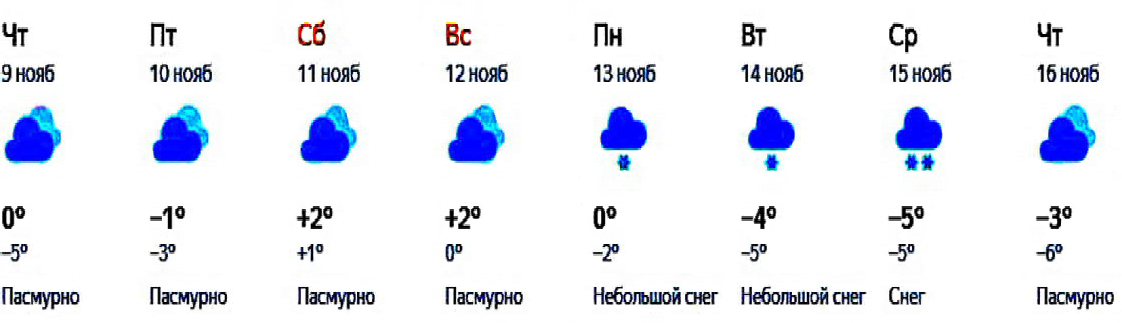 Чт Пт Сб Вс Пн Вт Ср Чт
9 нояб 10 нояб 11 нояб 12 нояб 13 нояб 14 нояб 15 нояб 16 нояб
0° −1° +2° +2° 0° −4° −5° −3°
−5° −3° +1° 0° −2° −5° −5° −6°
Пасмурно Пасмурно Пасмурно Пасмурно Небольшой снег Небольшой снег Снег Пасмурно